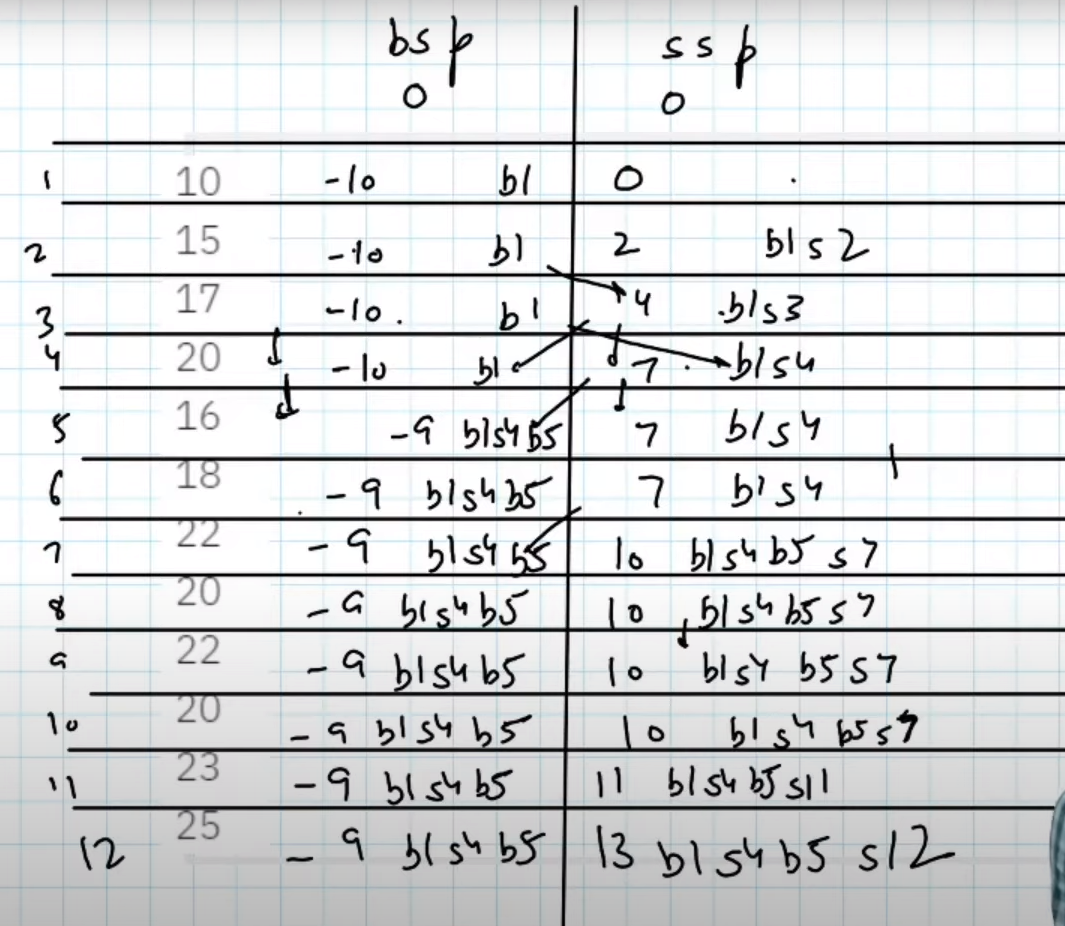 bsp ssp
0 0
1 10 -10 b1 0 .
2 15 -10 b1 2 b1s2
3 17 -10. b1 4 .b1s3
4 20 -10 b1 7. b1s4
5 16 -9 b1s4b5 7 b1s4
6 18 -9 b1s4b5 7 b1s4
7 22 -9 b1s4b5 10 b1s4b5s7
8 20 -9 b1s4b5 10 b1s4b5s7
9 22 -9 b1s4b5 10 b1s4b5s7
10 20 -9 b1s4b5 10 b1s4b5s7
11 23 -9 b1s4b5 11 b1s4b5s11
12 25 -9 b1s4b5 13 b1s4b5s12